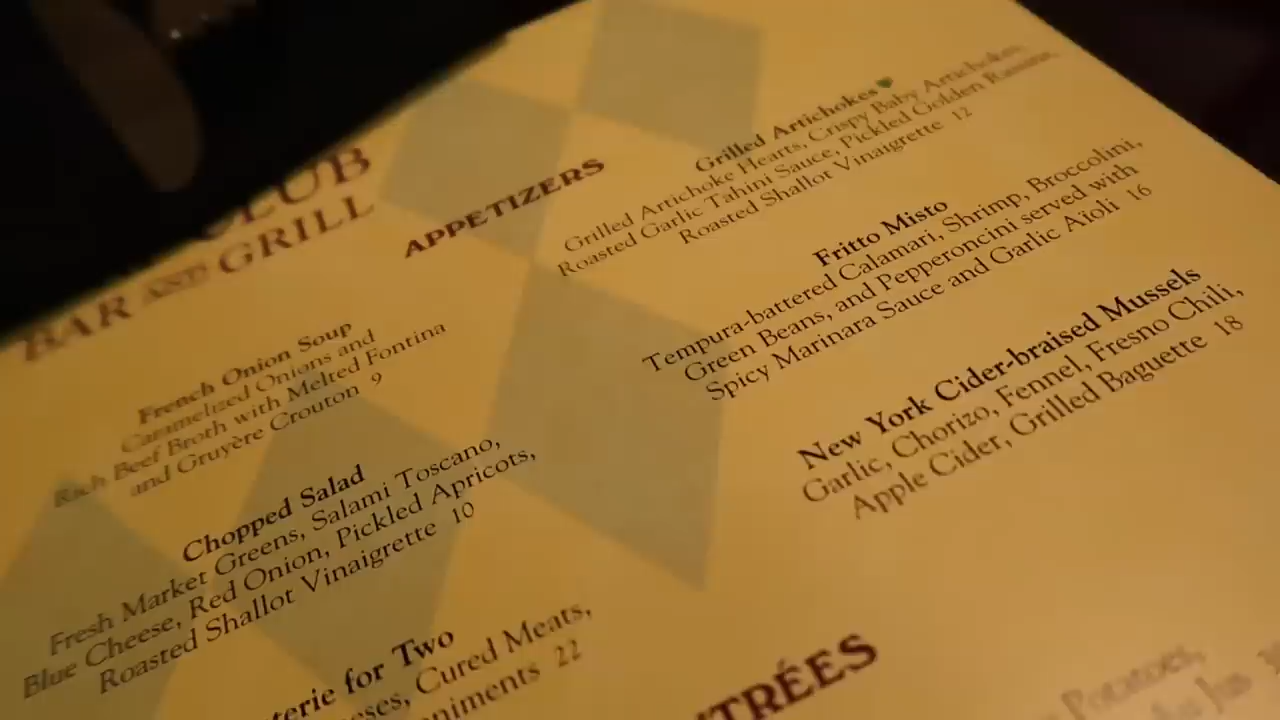 CLUB
BAR AND GRILL
APPETIZERS
French Onion Soup
Caramelized Onions and
Rich Beef Broth with Melted Fontina
and Gruyère Crouton 9
Chopped Salad
Fresh Market Greens, Salami Toscano,
Blue Cheese, Red Onion, Pickled Apricots,
Roasted Shallot Vinaigrette 10
terie for Two
eses, Cured Meats,
niments 22
Grilled Artichokes
Grilled Artichoke Hearts, Crispy Baby Artichokes,
Roasted Garlic Tahini Sauce, Pickled Golden Raisins,
Roasted Shallot Vinaigrette 12
Fritto Misto
Tempura-battered Calamari, Shrimp, Broccolini,
Green Beans, and Pepperoncini served with
Spicy Marinara Sauce and Garlic Aïoli 16
New York Cider-braised Mussels
Garlic, Chorizo, Fennel, Fresno Chili,
Apple Cider, Grilled Baguette 18
TRÉES
Potatoes,
Au Jus